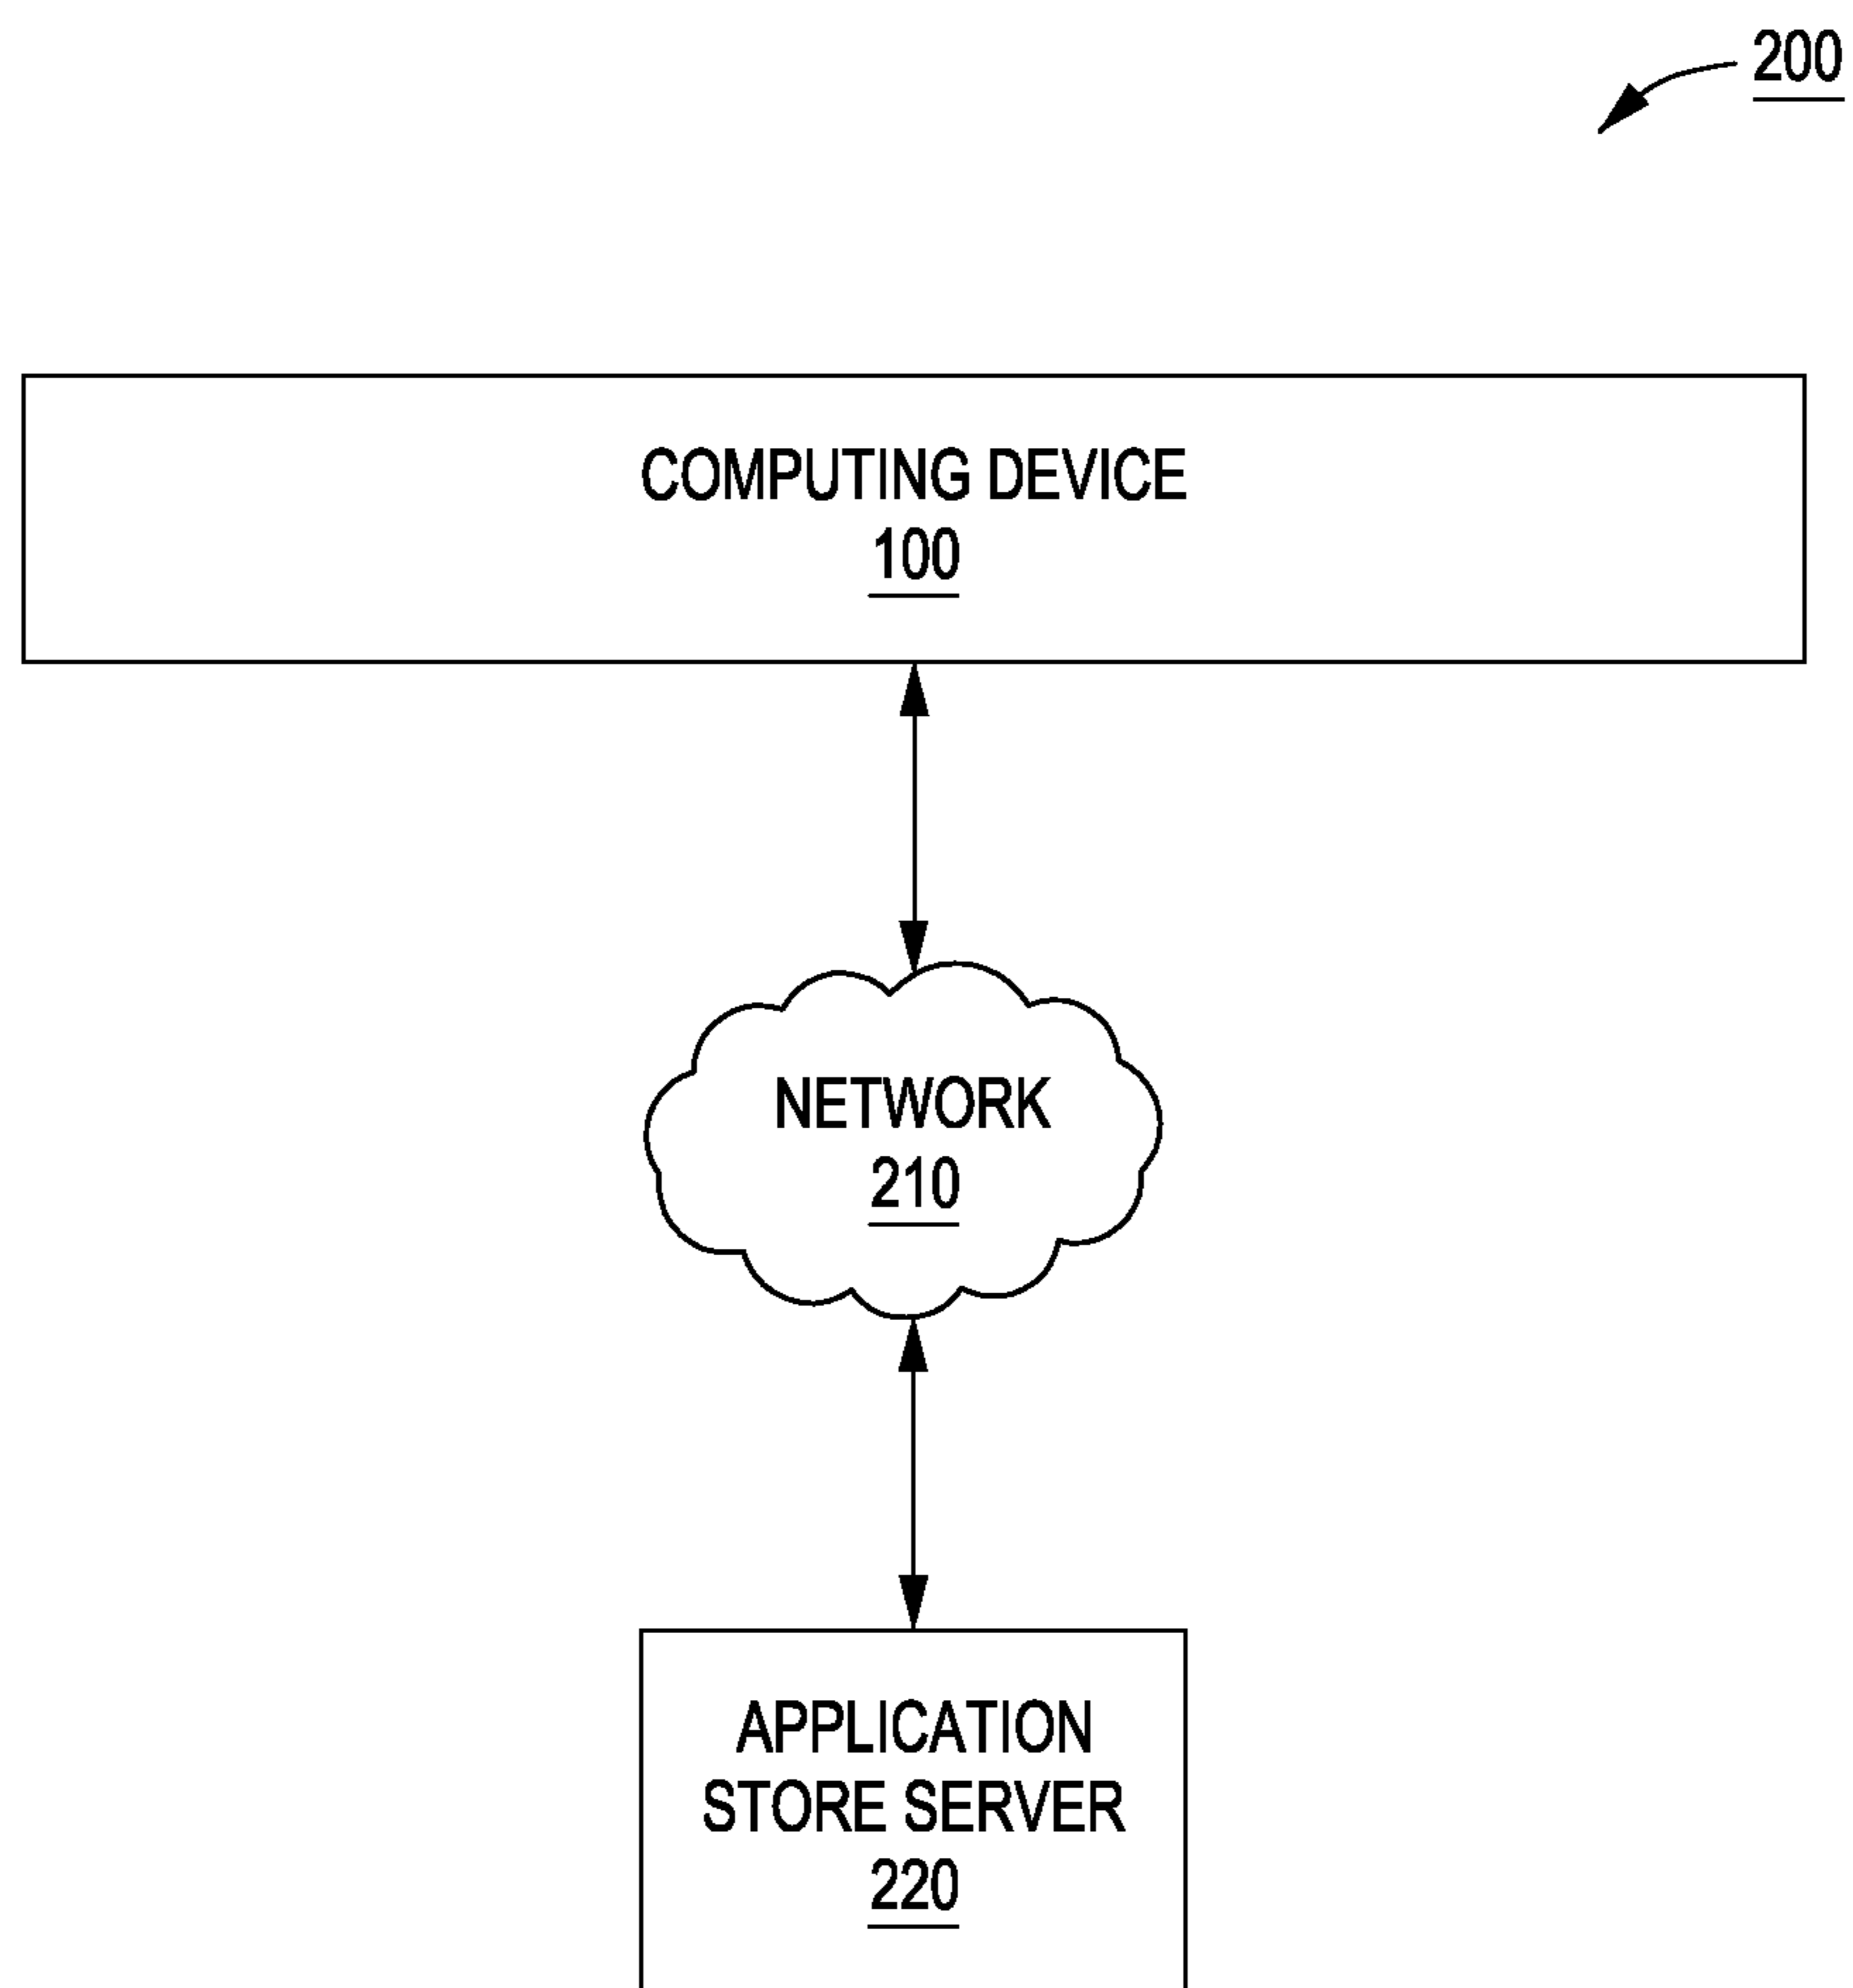 200
COMPUTING DEVICE
100
NETWORK
210
APPLICATION
STORE SERVER
220